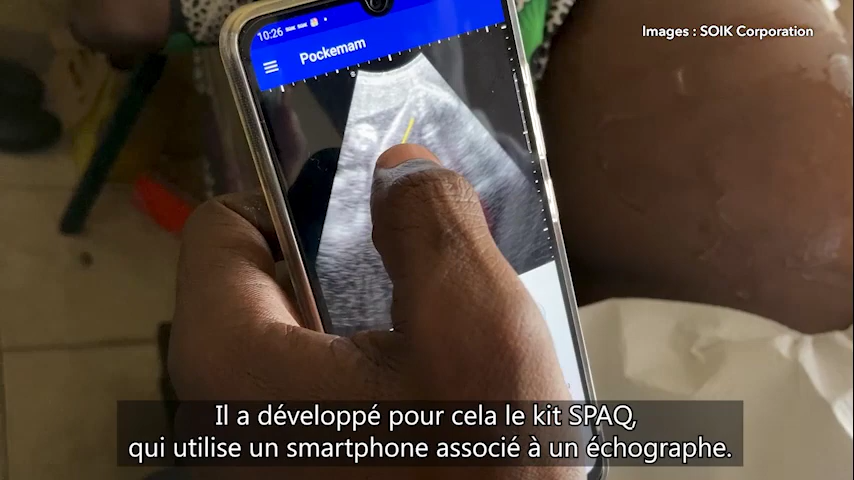 Images : SOIK Corporation
10:26
Pockemam
Il a développé pour cela le kit SPAQ,
qui utilise un smartphone associé à un échographe.